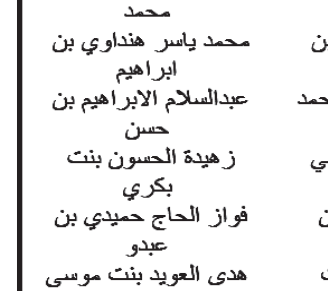 محمد
محمد ياسر هنداوي بن
ابراهيم
عبدالسلام الابراهيم بن
حسن
زهيدة الحسون بنت
بكري
فواز الحاج حميدي بن
عبدو
هدى العويد بنت موسى